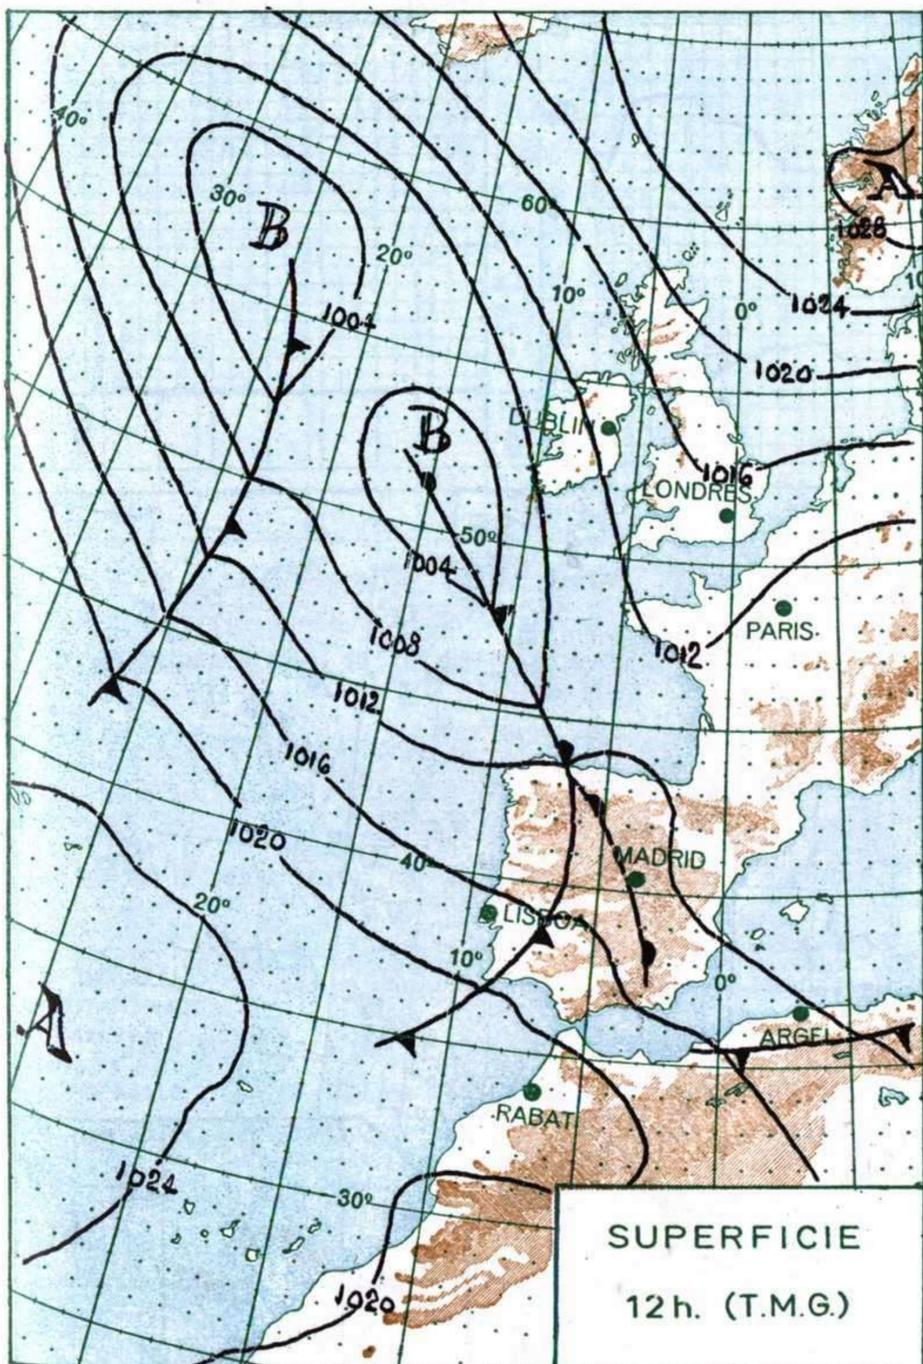 40°
30°
B
60°
A
1028
20°
10°
0°
1004
1024
1020
B
DUBLIN
1016
LONDRES
50°
1004
PARIS
1008
1012
1012
1016
1020
40°
MADRID
20°
LISBOA
10°
0°
A
ARGEL
RABAT
1024
30°
1020
SUPERFICIE
12h. (T.M.G.)